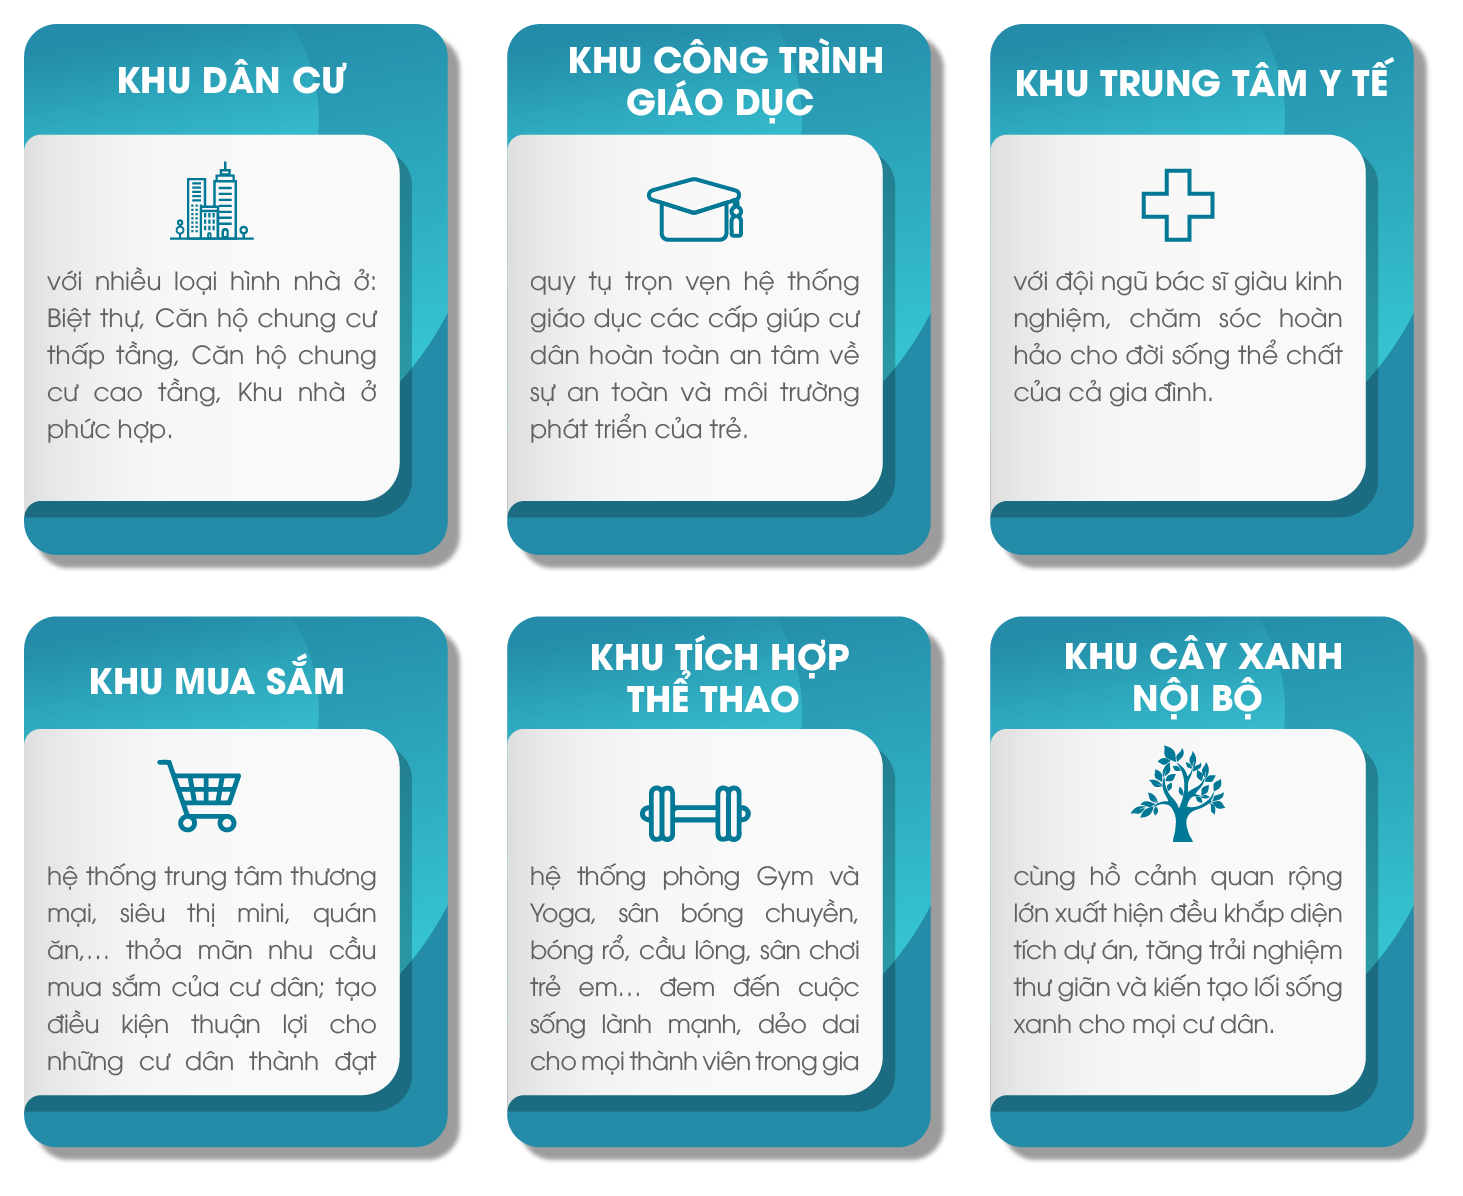 KHU DÂN CƯ
với nhiều loại hình nhà ở:
Biệt thự, Căn hộ chung cư
thấp tầng, Căn hộ chung
cư cao tầng, Khu nhà ở
phức hợp.
KHU CÔNG TRÌNH
GIÁO DỤC
quy tụ trọn vẹn hệ thống
giáo dục các cấp giúp cư
dân hoàn toàn an tâm về
sự an toàn và môi trường
phát triển của trẻ.
KHU TRUNG TÂM Y TẾ
với đội ngũ bác sĩ giàu kinh
nghiệm, chăm sóc hoàn
hảo cho đời sống thể chất
của cả gia đình.
KHU MUA SẮM
hệ thống trung tâm thương
mại, siêu thị mini, quán
ăn,... thỏa mãn nhu cầu
mua sắm của cư dân; tạo
điều kiện thuận lợi cho
những cư dân thành đạt
KHU TÍCH HỢP
THỂ THAO
hệ thống phòng Gym và
Yoga, sân bóng chuyền,
bóng rổ, cầu lông, sân chơi
trẻ em... đem đến cuộc
sống lành mạnh, dẻo dai
cho mọi thành viên trong gia
KHU CÂY XANH
NỘI BỘ
cùng hồ cảnh quan rộng
lớn xuất hiện đều khắp diện
tích dự án, tăng trải nghiệm
thư giãn và kiến tạo lối sống
xanh cho mọi cư dân.